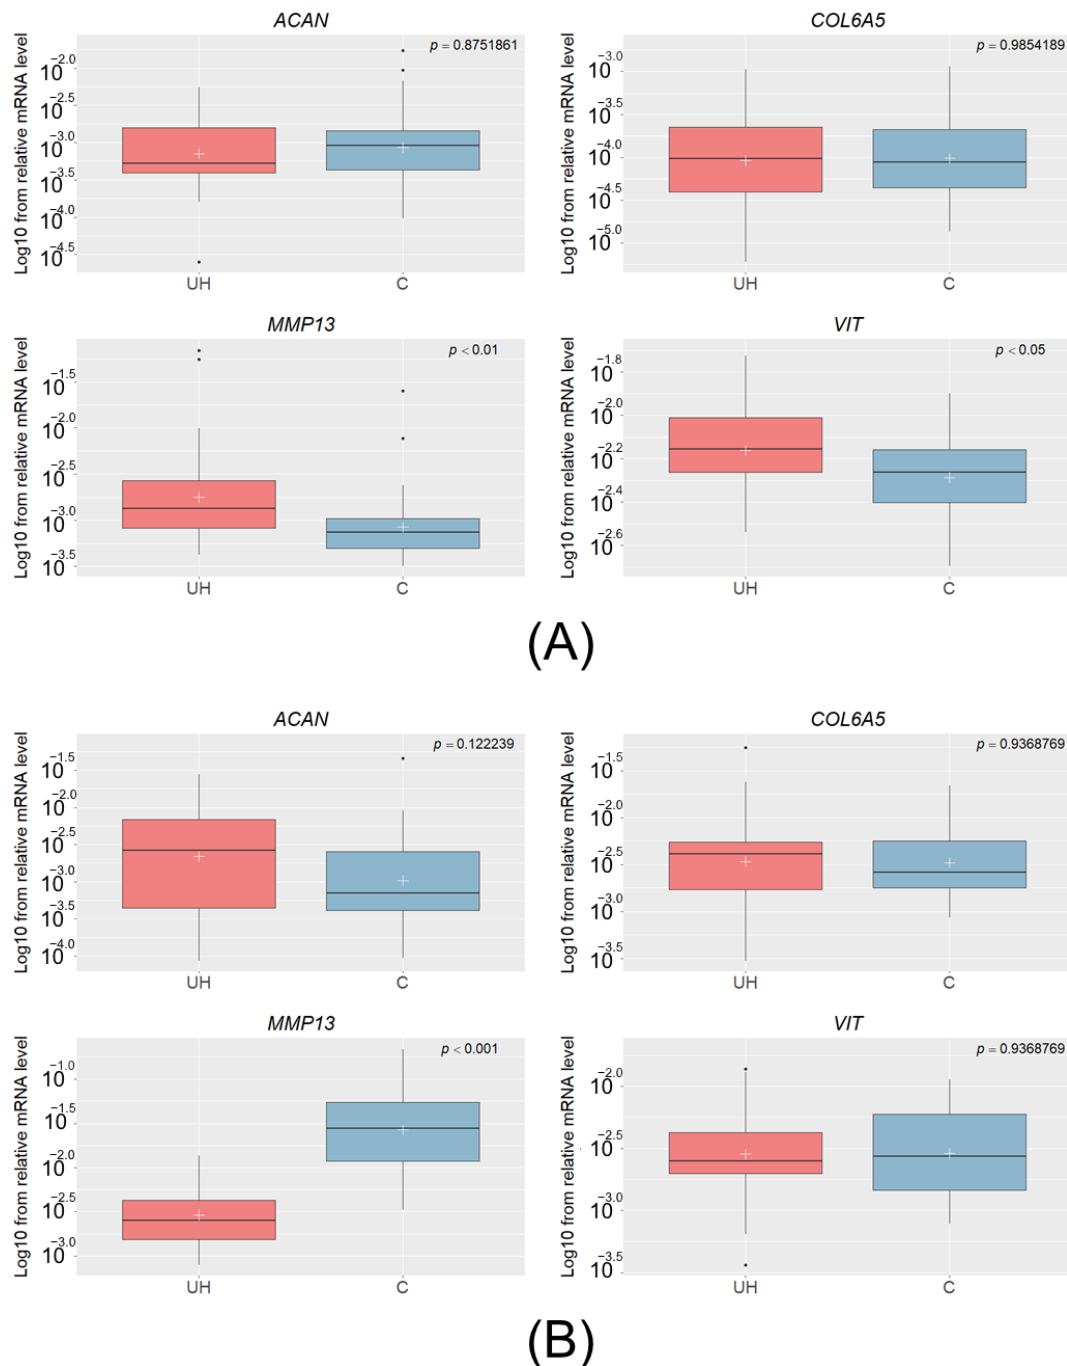 ACAN
p = 0.8751861
Log10 from relative mRNA level
10^−2.0
10^−2.5
10^−3.0
10^−3.5
10^−4.0
10^−4.5
UH C
COL6A5
p = 0.9854189
Log10 from relative mRNA level
10^−3.0
10^−3.5
10^−4.0
10^−4.5
10^−5.0
UH C
MMP13
p < 0.01
Log10 from relative mRNA level
10^−1.5
10^−2.0
10^−2.5
10^−3.0
10^−3.5
UH C
VIT
p < 0.05
Log10 from relative mRNA level
10^−1.8
10^−2.0
10^−2.2
10^−2.4
10^−2.6
UH C
(A)
ACAN
p = 0.122239
Log10 from relative mRNA level
10^−1.5
10^−2.0
10^−2.5
10^−3.0
10^−3.5
10^−4.0
UH C
COL6A5
p = 0.9368769
Log10 from relative mRNA level
10^−1.5
10^−2.0
10^−2.5
10^−3.0
10^−3.5
UH C
MMP13
p < 0.001
Log10 from relative mRNA level
10^−1.0
10^−1.5
10^−2.0
10^−2.5
10^−3.0
UH C
VIT
p = 0.9368769
Log10 from relative mRNA level
10^−2.0
10^−2.5
10^−3.0
10^−3.5
UH C
(B)